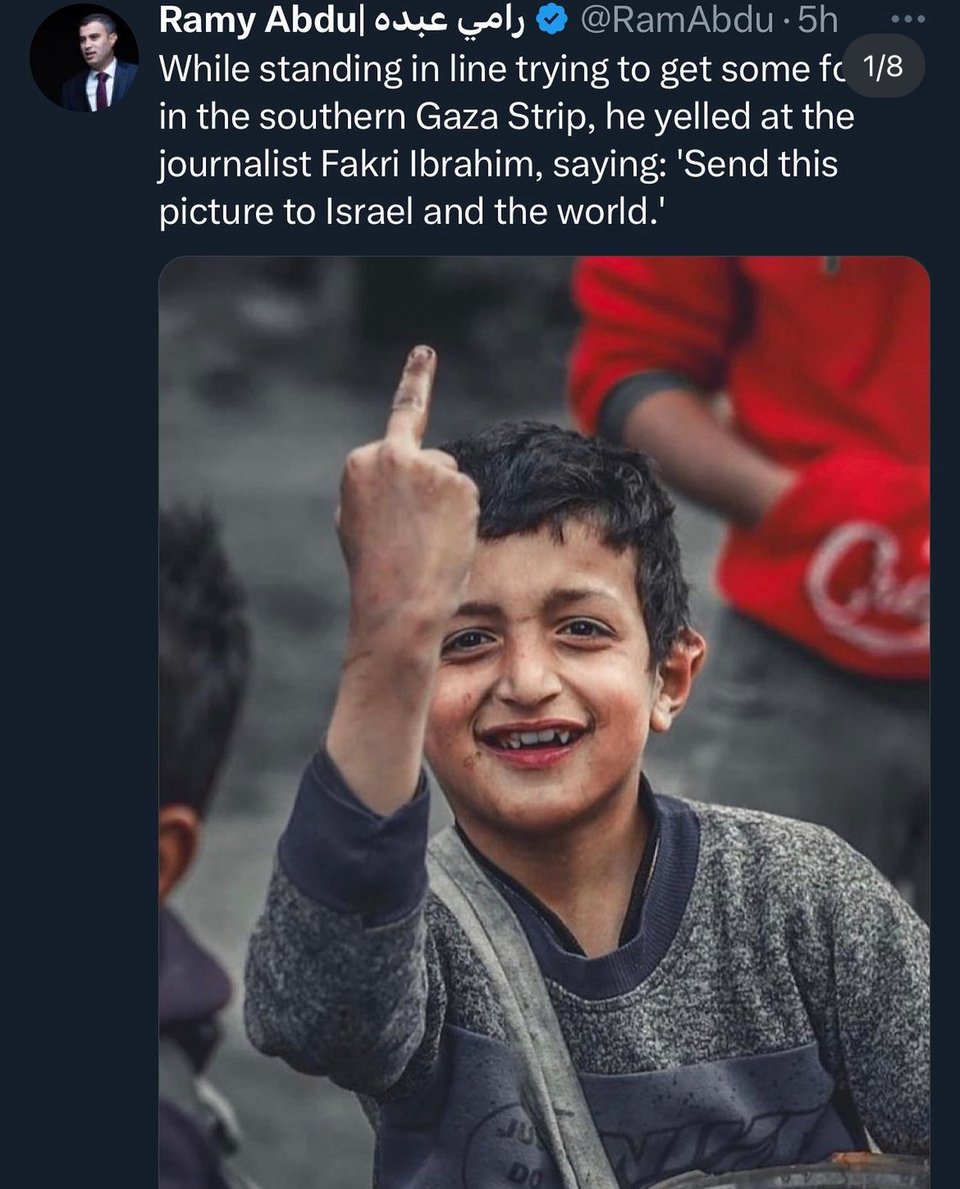 Ramy Abdu| رامي عبده @RamAbdu · 5h
1/8
While standing in line trying to get some
in the southern Gaza Strip, he yelled at the
journalist Fakri Ibrahim, saying: 'Send this
picture to Israel and the world.'